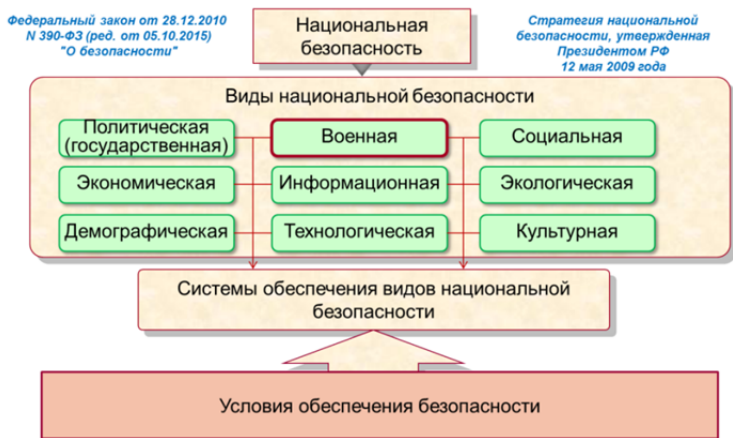 Федеральный закон от 28.12.2010
N 390-ФЗ (ред. от 05.10.2015)
"О безопасности"
Национальная
безопасность
Стратегия национальной
безопасности, утвержденная
Президентом РФ
12 мая 2009 года
Виды национальной безопасности
Политическая
(государственная)
Военная
Социальная
Экономическая
Информационная
Экологическая
Демографическая
Технологическая
Культурная
Системы обеспечения видов национальной
безопасности
Условия обеспечения безопасности